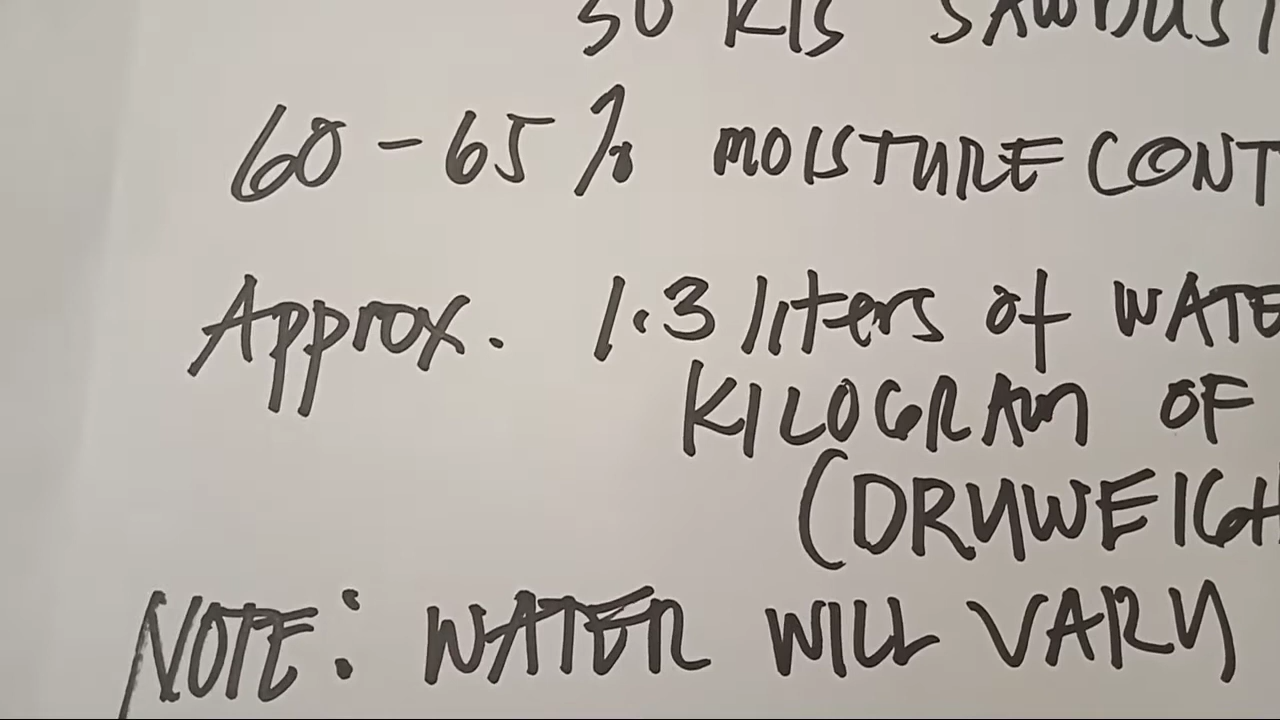 50 KLS SAWDUST
60-65% MOISTURE CONT
Approx. 1.3 liters of WATE
KILOGRAM OF
(DRYWEIGH
NOTE: WATER WILL VARY